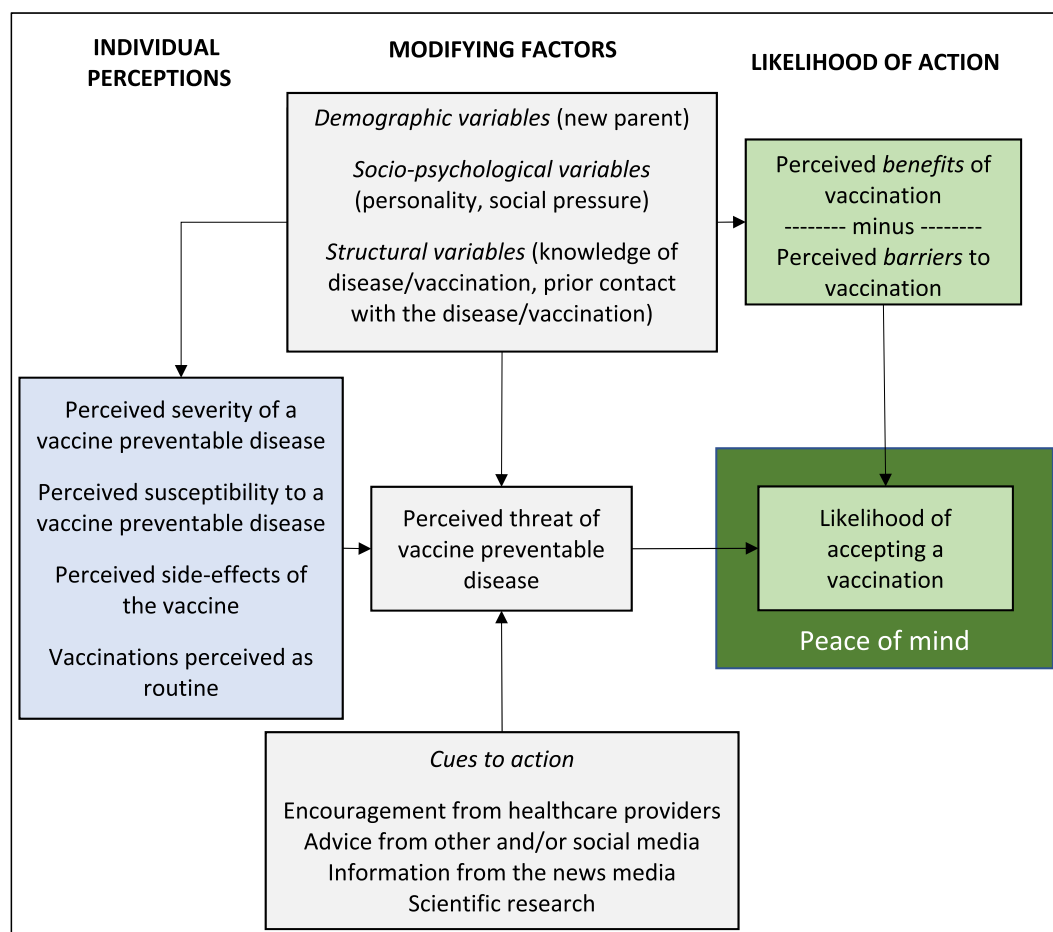 INDIVIDUAL
PERCEPTIONS
MODIFYING FACTORS
LIKELIHOOD OF ACTION
Demographic variables (new parent)
Socio-psychological variables
(personality, social pressure)
Structural variables (knowledge of
disease/vaccination, prior contact
with the disease/vaccination)
Perceived benefits of
vaccination
-------- minus --------
Perceived barriers to
vaccination
Perceived severity of a
vaccine preventable disease
Perceived susceptibility to a
vaccine preventable disease
Perceived side-effects of
the vaccine
Vaccinations perceived as
routine
Perceived threat of
vaccine preventable
disease
Likelihood of
accepting a
vaccination
Peace of mind
Cues to action
Encouragement from healthcare providers
Advice from other and/or social media
Information from the news media
Scientific research